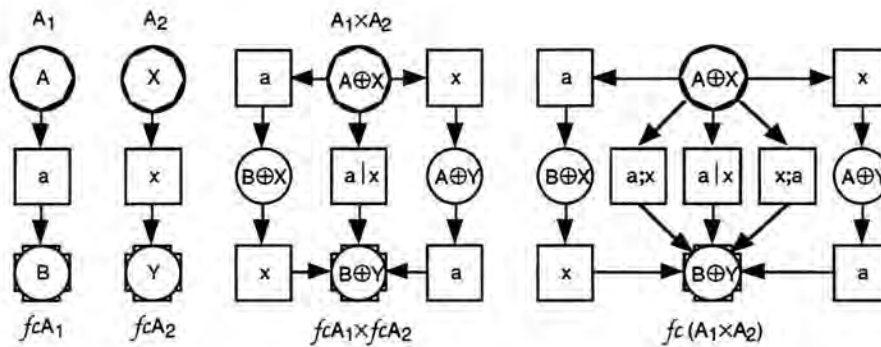 A₁ A₂ A₁×A₂
A X a A⊕X x a A⊕X x
a x B⊕X a|x A⊕Y B⊕X a;x a|x x;a A⊕Y
B Y x B⊕Y a x B⊕Y a
fcA₁ fcA₂ fcA₁×fcA₂ fc(A₁×A₂)